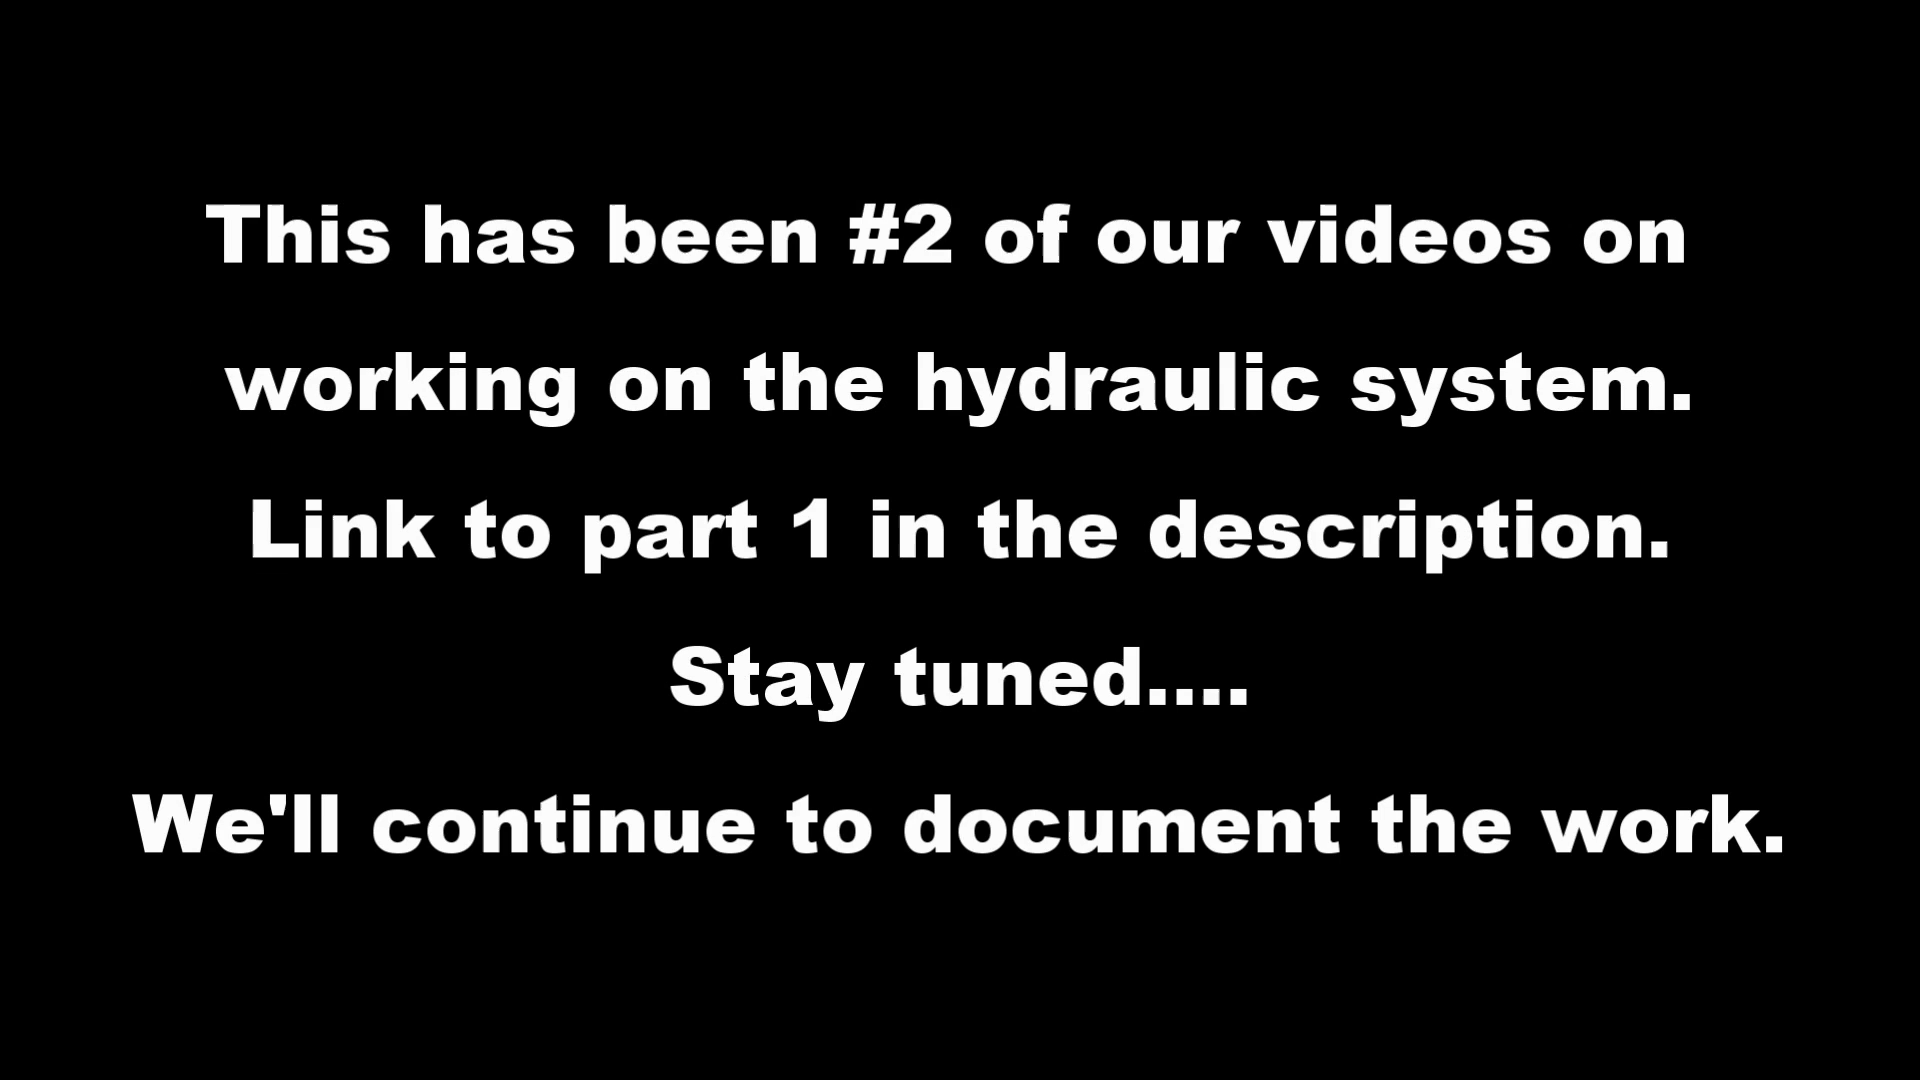 This has been #2 of our videos on
working on the hydraulic system.
Link to part 1 in the description.
Stay tuned....
We'll continue to document the work.